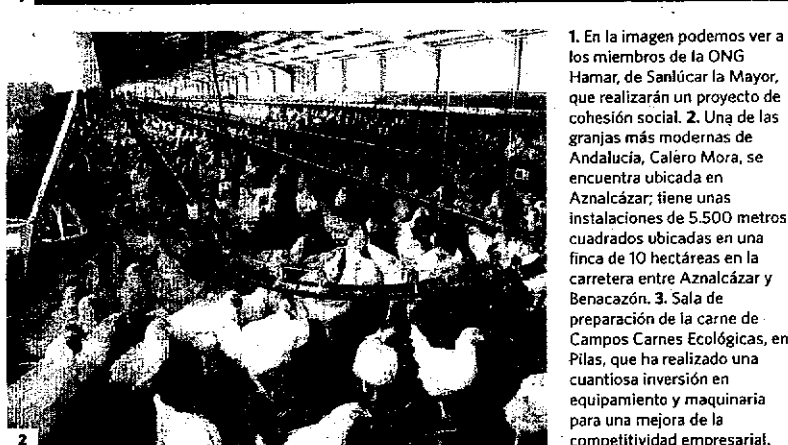 1. En la imagen podemos ver a
los miembros de la ONG
Hamar, de Sanlúcar la Mayor,
que realizarán un proyecto de
cohesión social. 2. Una de las
granjas más modernas de
Andalucía, Calero Mora, se
encuentra ubicada en
Aznalcázar; tiene unas
instalaciones de 5.500 metros
cuadrados ubicadas en una
finca de 10 hectáreas en la
carretera entre Aznalcázar y
Benacazón. 3. Sala de
preparación de la carne de
Campos Carnes Ecológicas, en
Pilas, que ha realizado una
cuantiosa inversión en
equipamiento y maquinaria
para una mejora de la
competitividad empresarial.
2